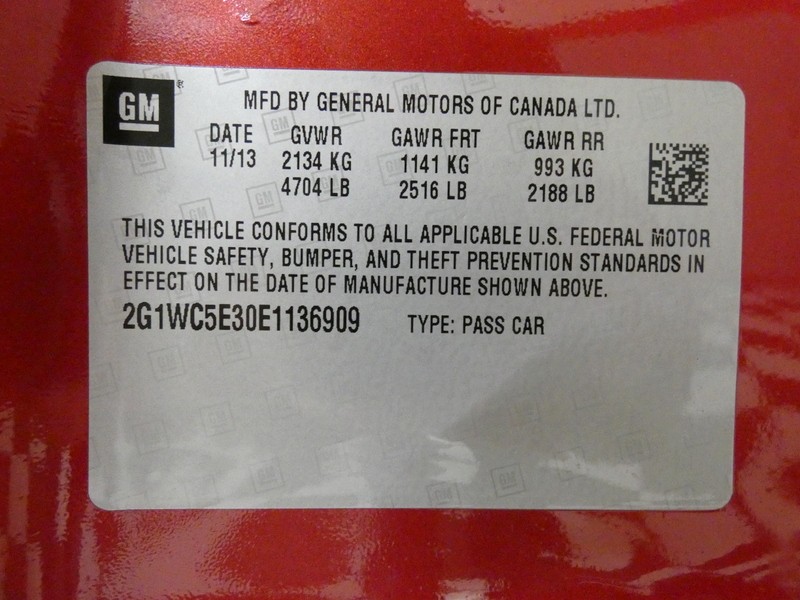 GM
MFD BY GENERAL MOTORS OF CANADA LTD.
DATE GVWR GAWR FRT GAWR RR
11/13 2134 KG 1141 KG 993 KG
4704 LB 2516 LB 2188 LB
THIS VEHICLE CONFORMS TO ALL APPLICABLE U.S. FEDERAL MOTOR
VEHICLE SAFETY, BUMPER, AND THEFT PREVENTION STANDARDS IN
EFFECT ON THE DATE OF MANUFACTURE SHOWN ABOVE.
2G1WC5E30E1136909 TYPE: PASS CAR